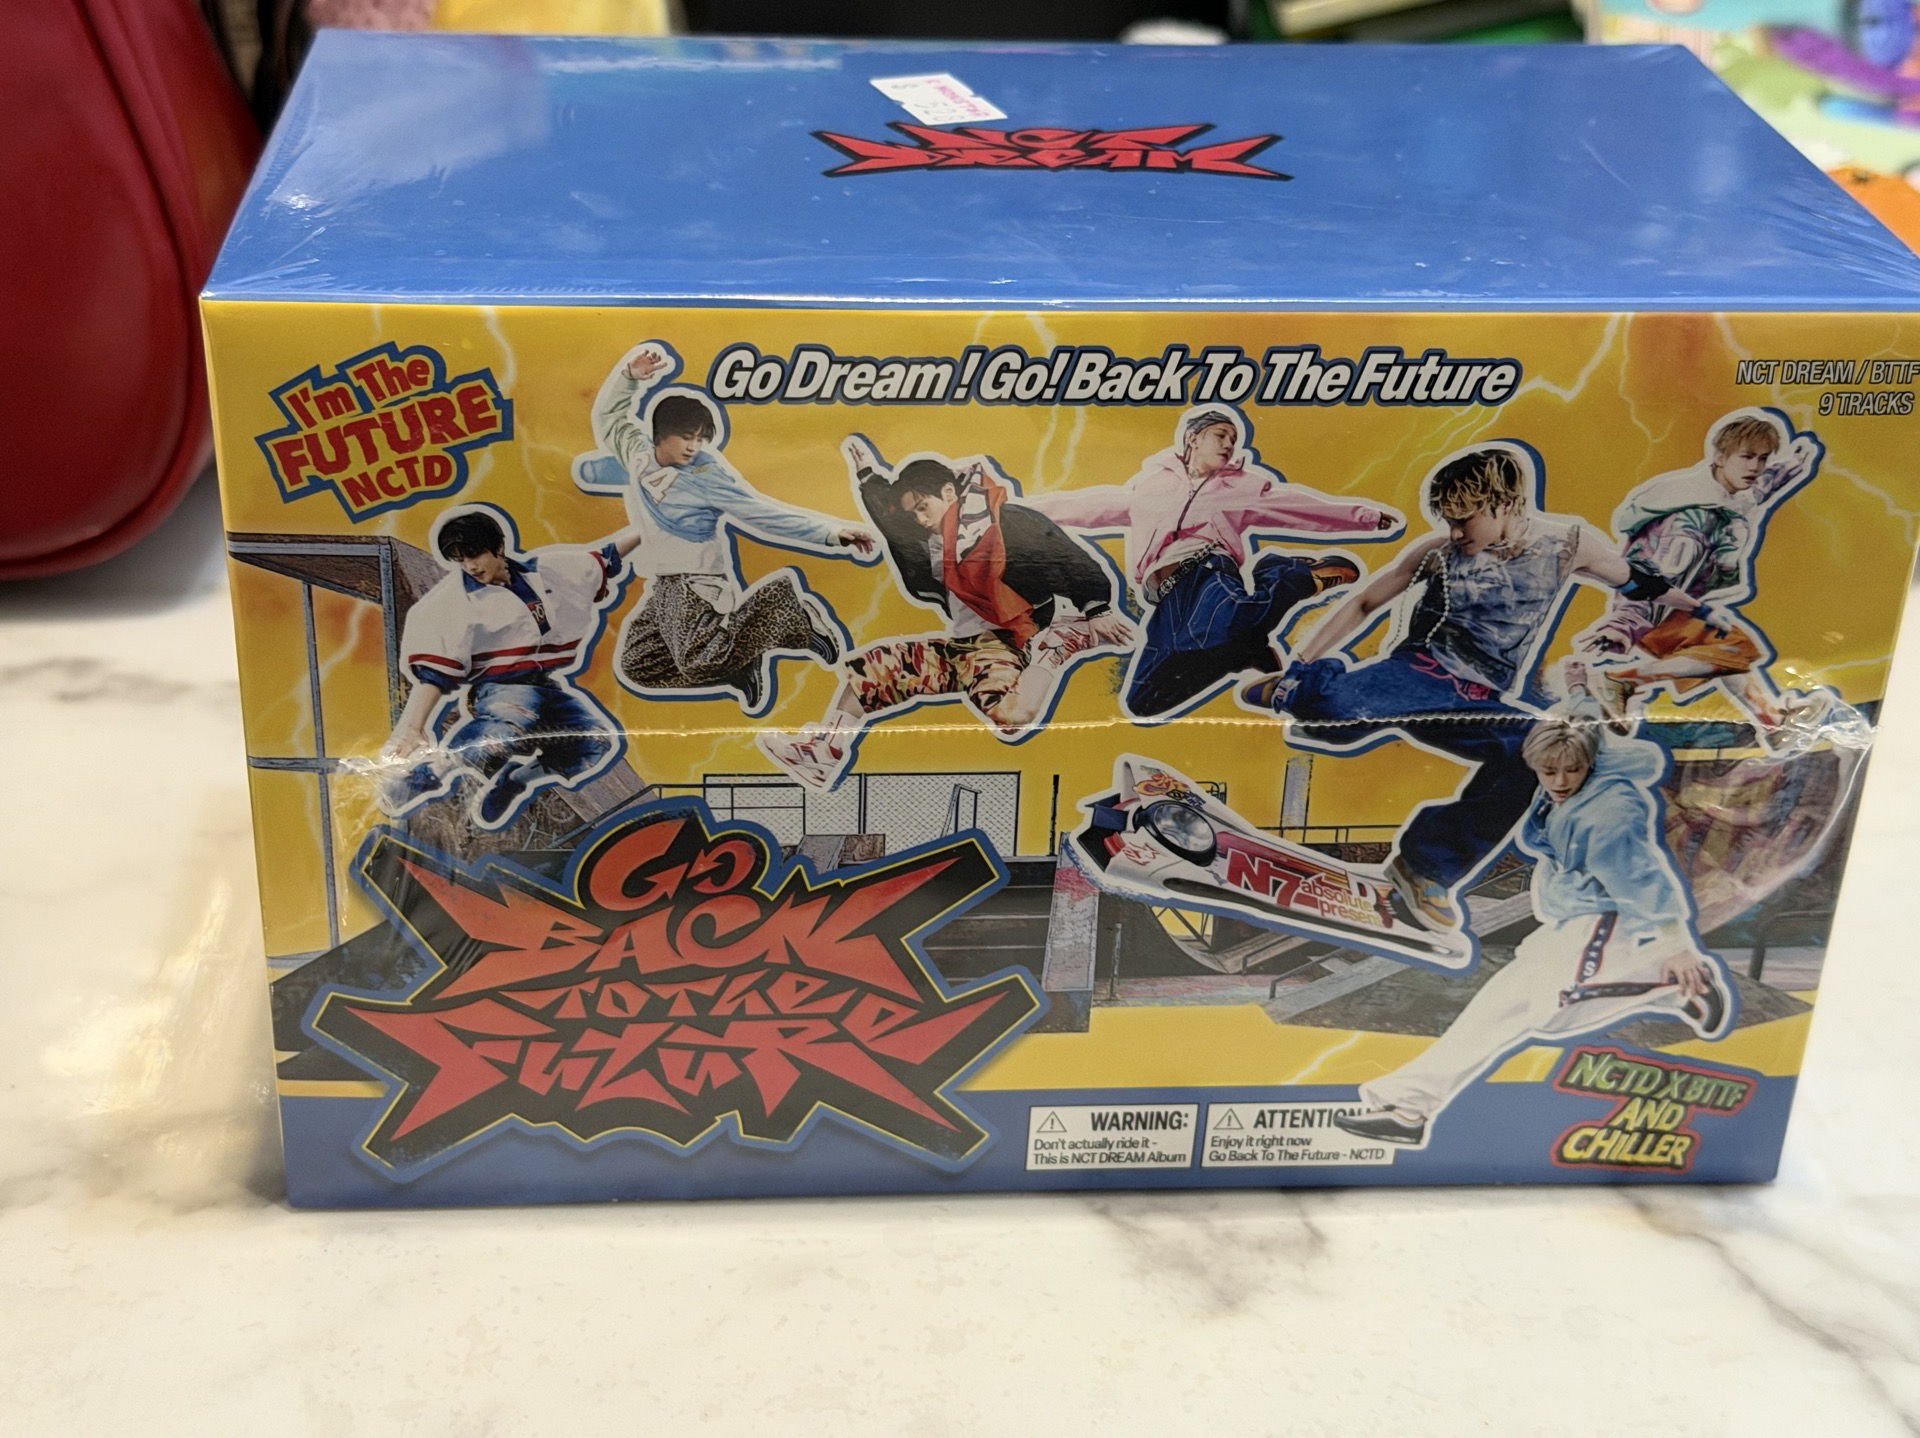 NCT
DREAM
I'm The
FUTURE
NCTD
Go Dream! Go! Back To The Future
NCT DREAM / BTTF
9 TRACKS
N7
absolute
present
GO
BACK
TO THE
FUTURE
WARNING:
Don't actually ride it -
This is NCT DREAM Album
ATTENTION
Enjoy it right now
Go Back To The Future - NCTD
NCTD X BTTF
AND
CHILLER